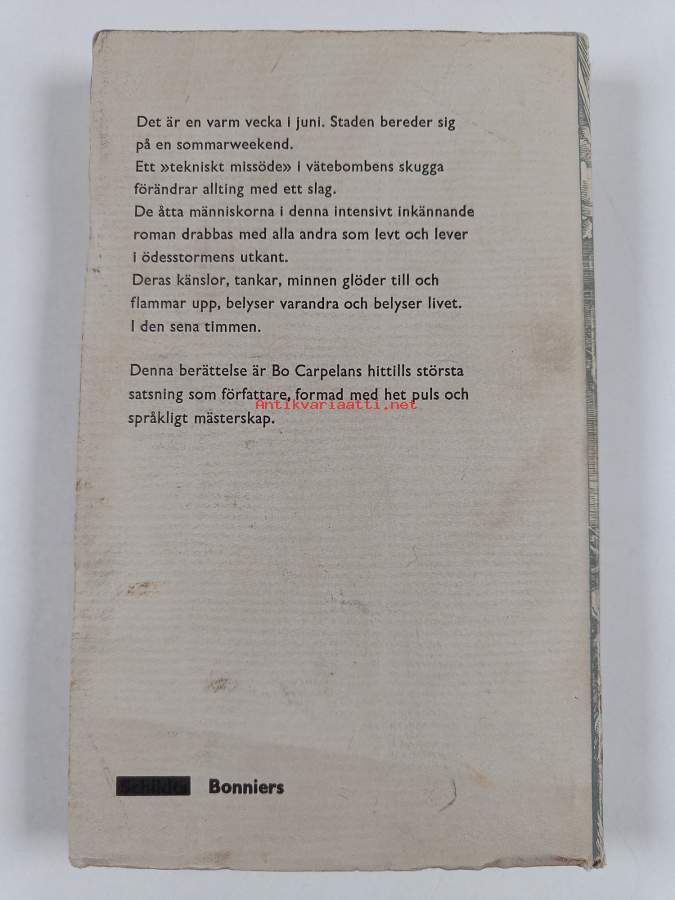 Det är en varm vecka i juni. Staden bereder sig
på en sommarweekend.
Ett »tekniskt missöde» i vätebombens skugga
förändrar allting med ett slag.
De åtta människorna i denna intensivt inkännande
roman drabbas med alla andra som levt och lever
i ödesstormens utkant.
Deras känslor, tankar, minnen glöder till och
flammar upp, belyser varandra och belyser livet.
I den sena timmen.
Denna berättelse är Bo Carpelans hittills största
satsning som författare, formad med het puls och
Antikvariaatti.net
språkligt mästerskap.
Bonniers